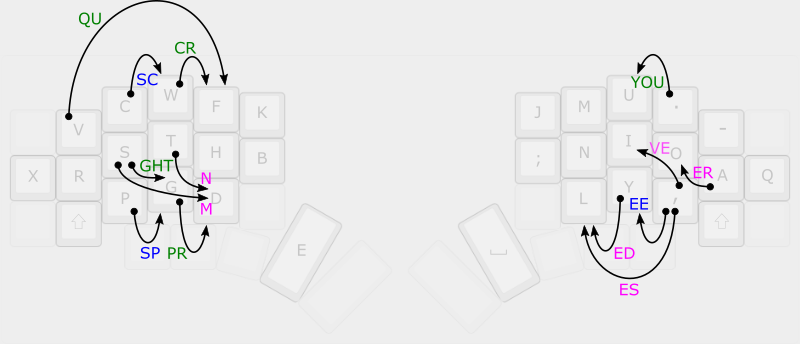 QU
CR
SC
YOU
C W F K
J M U .
V
-
S T H B
; N I O
VE
X R
A Q
GHT
N
ER
M
P G D
L Y ,
EE
⇧
⇧
SP PR
ED
E
␣
ES